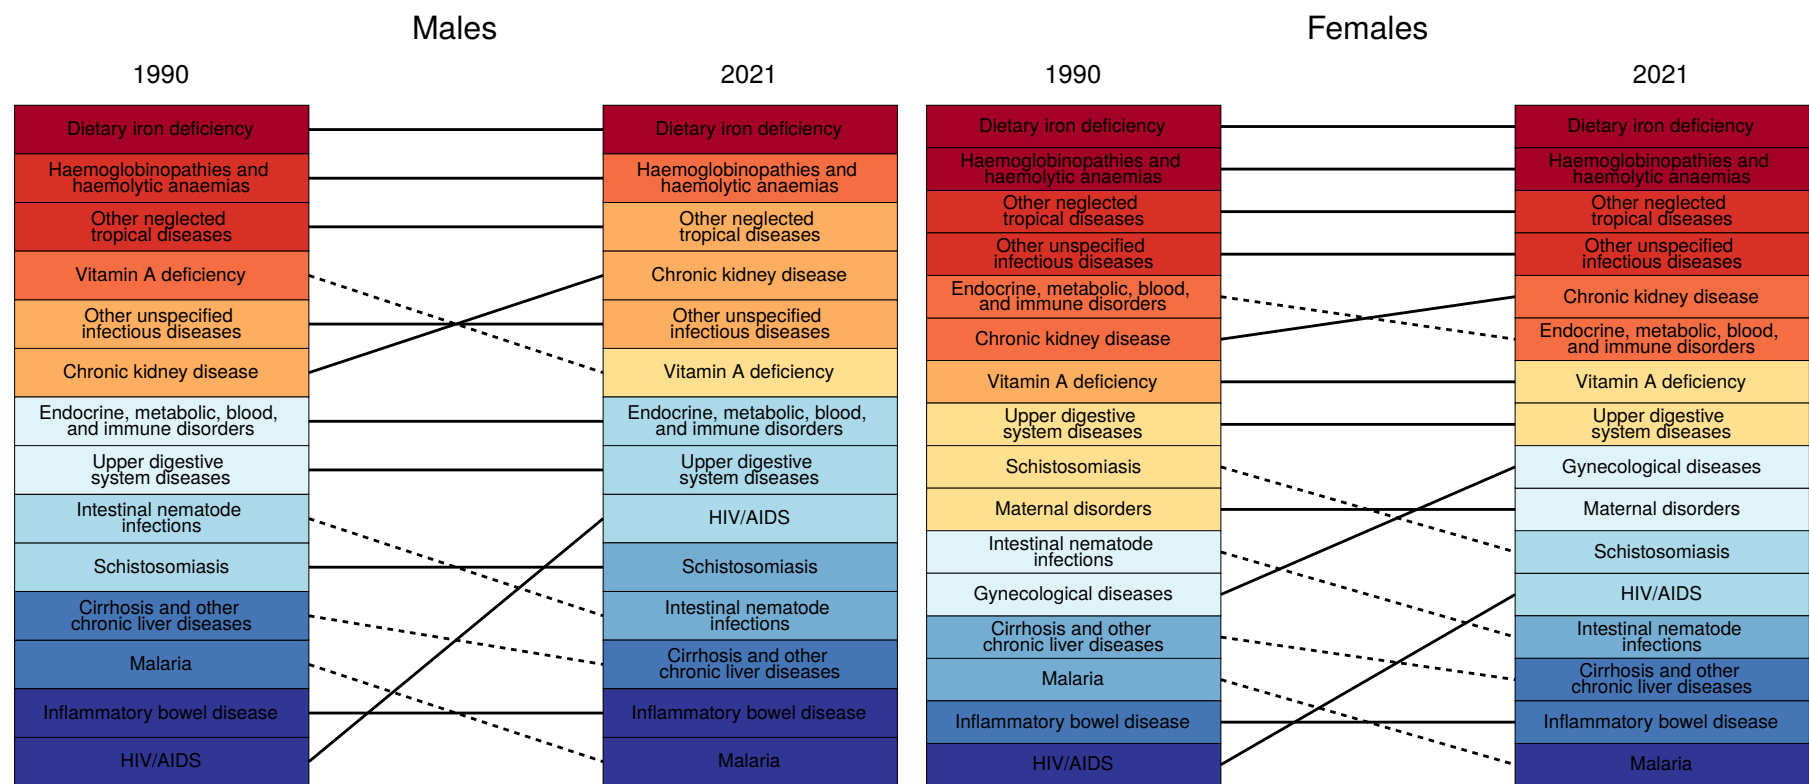 Males
1990
2021
Dietary iron deficiency
Haemoglobinopathies and
haemolytic anaemias
Other neglected
tropical diseases
Vitamin A deficiency
Other unspecified
infectious diseases
Chronic kidney disease
Endocrine, metabolic, blood,
and immune disorders
Upper digestive
system diseases
Intestinal nematode
infections
Schistosomiasis
Cirrhosis and other
chronic liver diseases
Malaria
Inflammatory bowel disease
HIV/AIDS
Dietary iron deficiency
Haemoglobinopathies and
haemolytic anaemias
Other neglected
tropical diseases
Chronic kidney disease
Other unspecified
infectious diseases
Vitamin A deficiency
Endocrine, metabolic, blood,
and immune disorders
Upper digestive
system diseases
HIV/AIDS
Schistosomiasis
Intestinal nematode
infections
Cirrhosis and other
chronic liver diseases
Inflammatory bowel disease
Malaria
Females
1990
2021
Dietary iron deficiency
Haemoglobinopathies and
haemolytic anaemias
Other neglected
tropical diseases
Other unspecified
infectious diseases
Endocrine, metabolic, blood,
and immune disorders
Chronic kidney disease
Vitamin A deficiency
Upper digestive
system diseases
Schistosomiasis
Maternal disorders
Intestinal nematode
infections
Gynecological diseases
Cirrhosis and other
chronic liver diseases
Malaria
Inflammatory bowel disease
HIV/AIDS
Dietary iron deficiency
Haemoglobinopathies and
haemolytic anaemias
Other neglected
tropical diseases
Other unspecified
infectious diseases
Chronic kidney disease
Endocrine, metabolic, blood,
and immune disorders
Vitamin A deficiency
Upper digestive
system diseases
Gynecological diseases
Maternal disorders
Schistosomiasis
HIV/AIDS
Intestinal nematode
infections
Cirrhosis and other
chronic liver diseases
Inflammatory bowel disease
Malaria